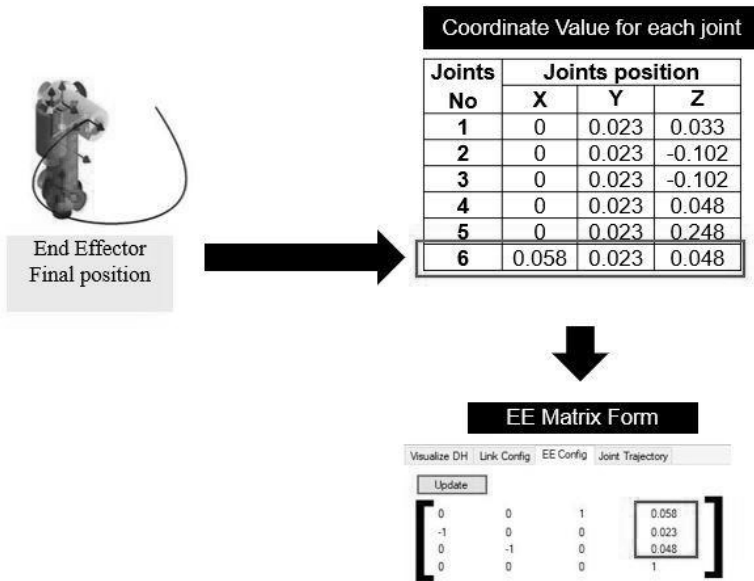 Coordinate Value for each joint
Joints No Joints position
X Y Z
1 0 0.023 0.033
2 0 0.023 -0.102
3 0 0.023 -0.102
4 0 0.023 0.048
5 0 0.023 0.248
6 0.058 0.023 0.048
End Effector
Final position
EE Matrix Form
Visualize DH Link Config EE Config Joint Trajectory
Update
0 0 1 0.058
-1 0 0 0.023
0 -1 0 0.048
0 0 0 1